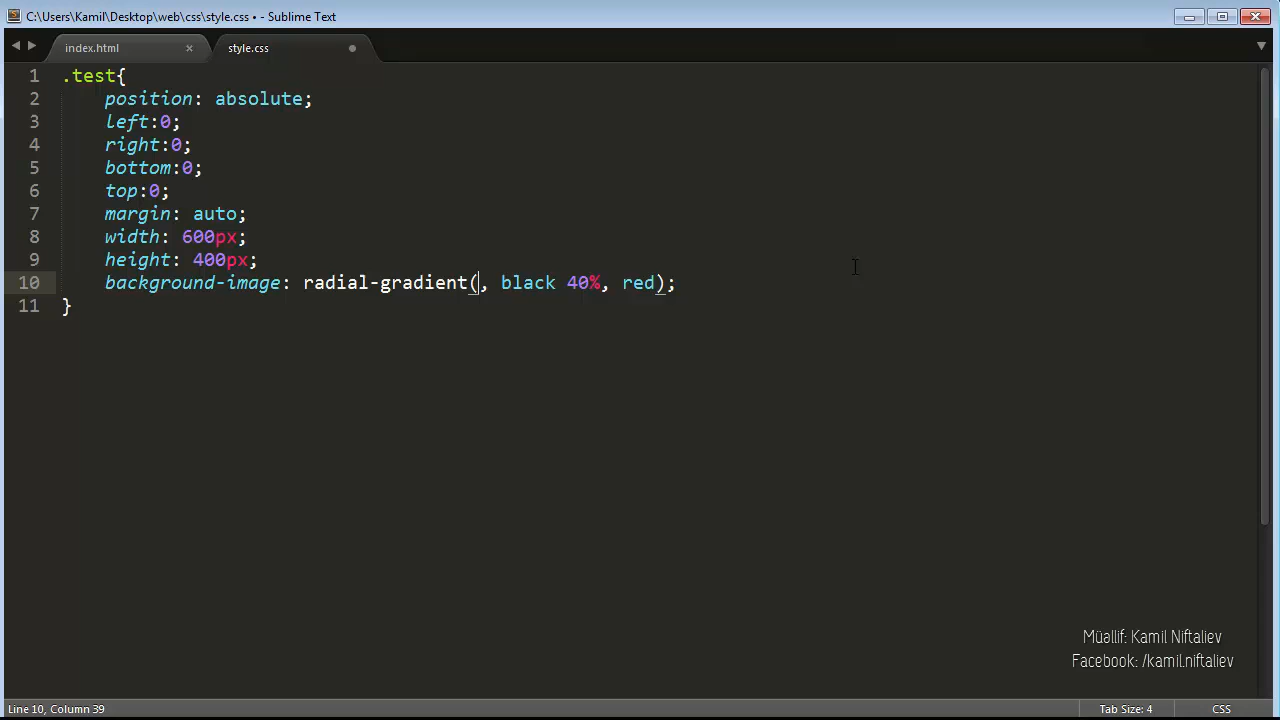 C:\Users\Kamil\Desktop\web\css\style.css • - Sublime Text
index.html × style.css
1 .test{
2 position: absolute;
3 left:0;
4 right:0;
5 bottom:0;
6 top:0;
7 margin: auto;
8 width: 600px;
9 height: 400px;
10 background-image: radial-gradient(, black 40%, red);
11 }
Müəllif: Kamil Niftaliev
Facebook: /kamil.niftaliev
Line 10, Column 39 Tab Size: 4 CSS